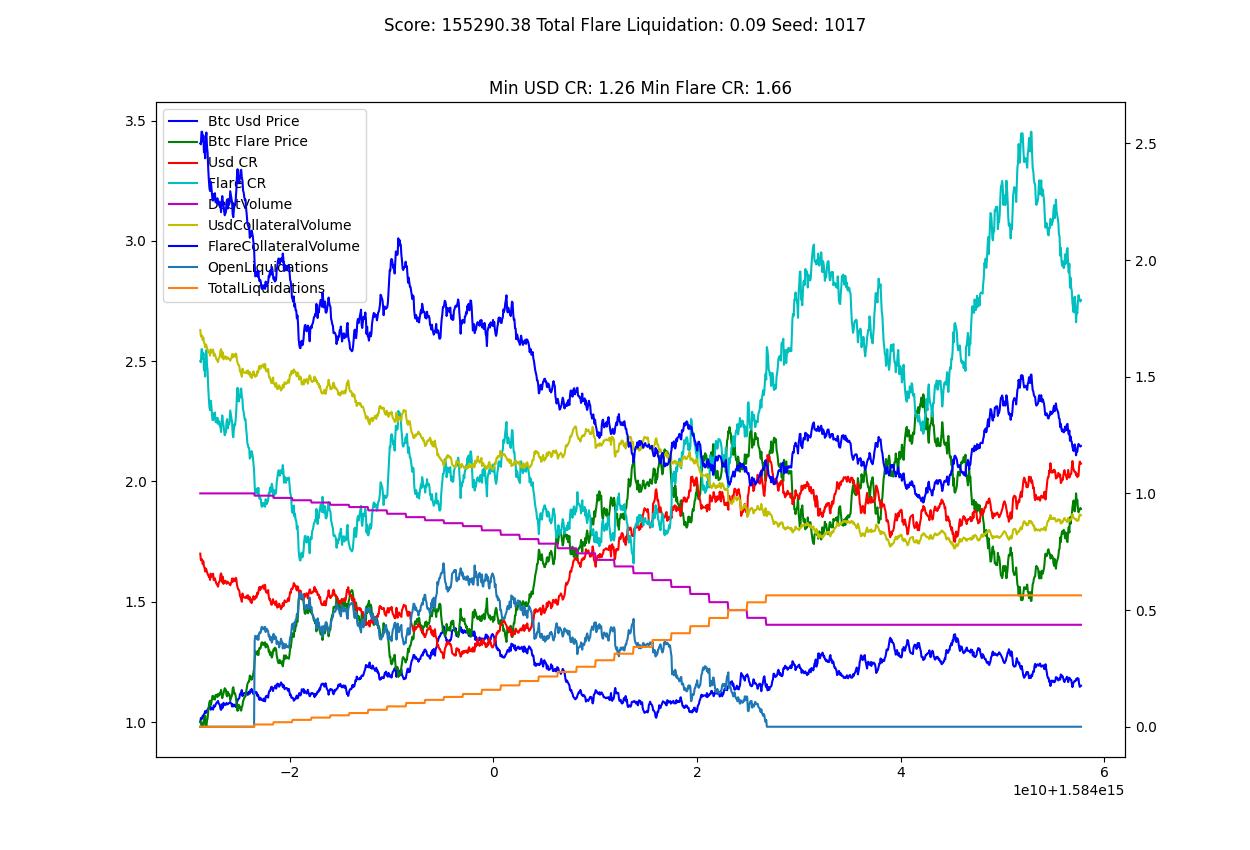 Score: 155290.38 Total Flare Liquidation: 0.09 Seed: 1017
Min USD CR: 1.26 Min Flare CR: 1.66
Btc Usd Price
Btc Flare Price
Usd CR
Flare CR
DebtVolume
UsdCollateralVolume
FlareCollateralVolume
OpenLiquidations
TotalLiquidations
3.5
3.0
2.5
2.0
1.5
1.0
2.5
2.0
1.5
1.0
0.5
0.0
−2
0
2
4
6
1e10+1.584e15